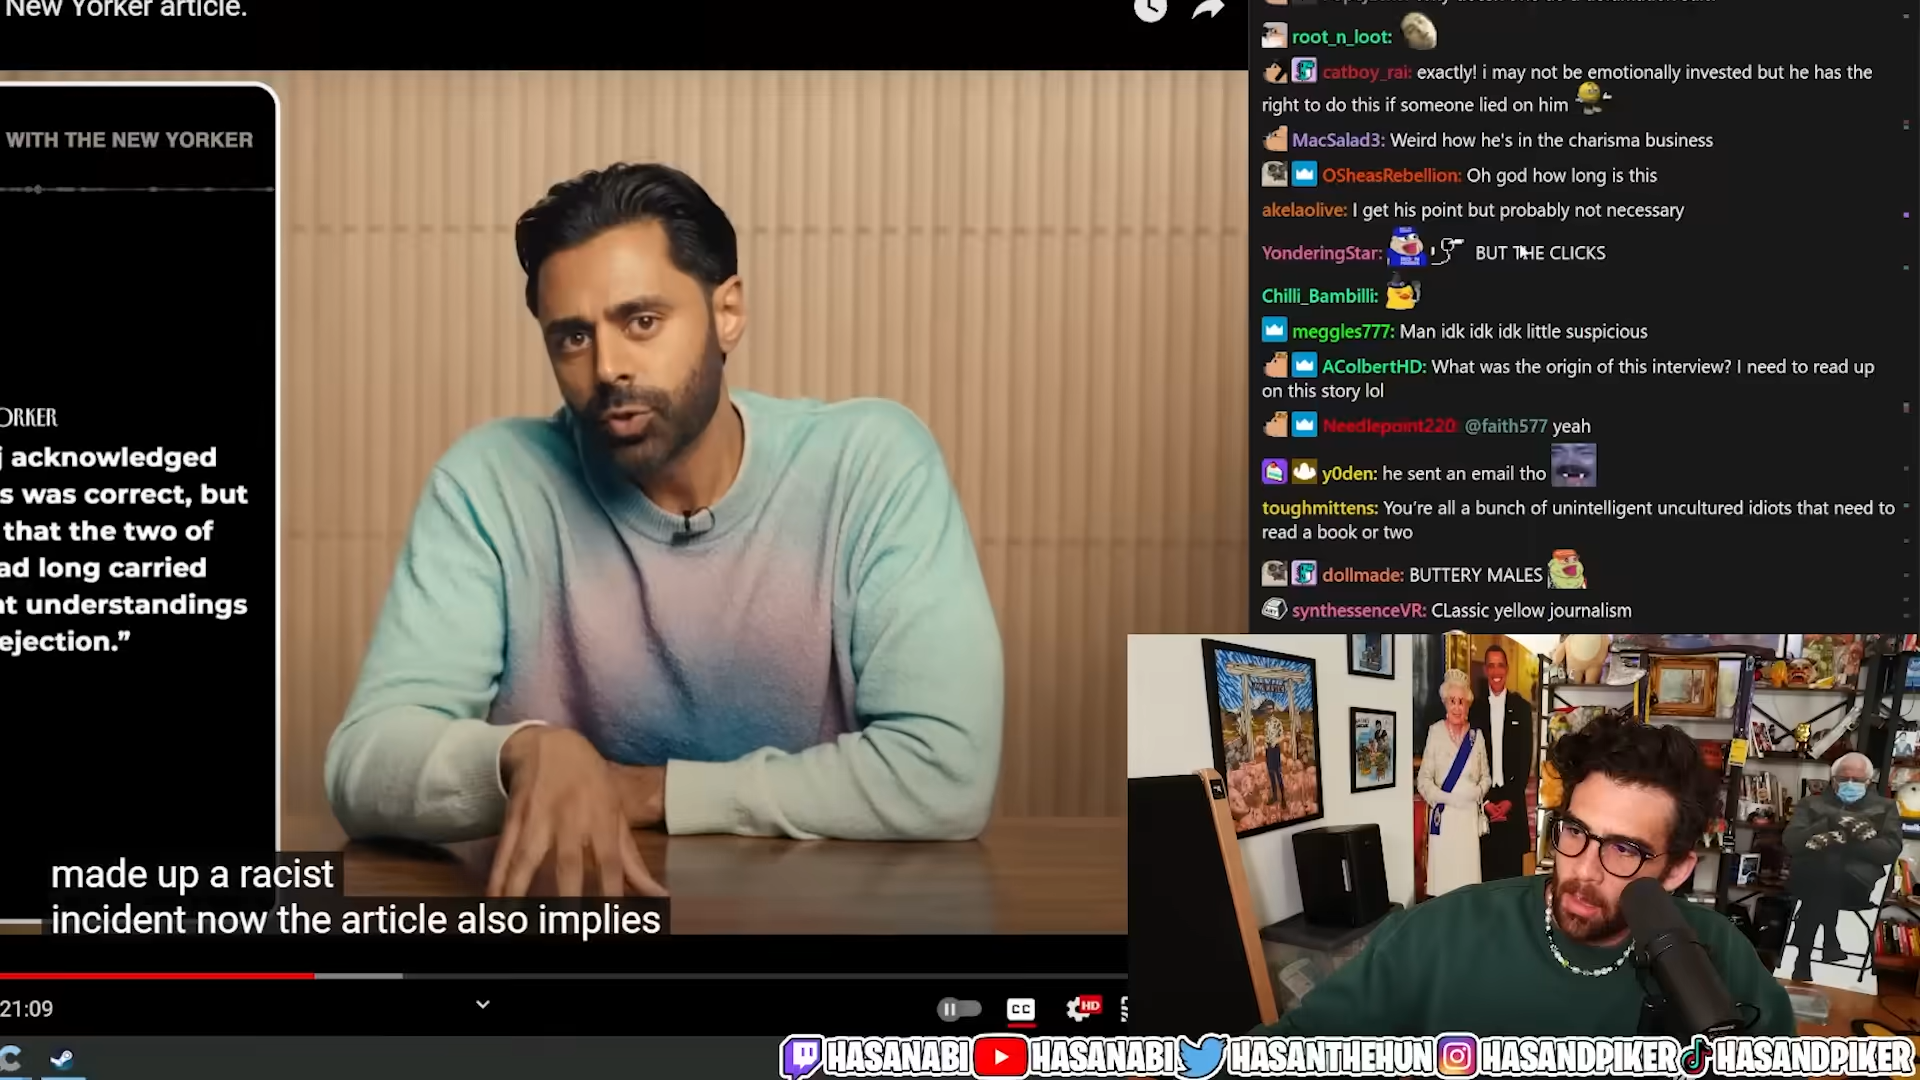 New Yorker article.
WITH THE NEW YORKER
ORKER
j acknowledged
s was correct, but
that the two of
ad long carried
nt understandings
ejection.”
made up a racist
incident now the article also implies
21:09
CC
HD
root_n_loot:
catboy_rai: exactly! i may not be emotionally invested but he has the
right to do this if someone lied on him
MacSalad3: Weird how he's in the charisma business
OSheasRebellion: Oh god how long is this
akelaolive: I get his point but probably not necessary
YonderingStar: BUT THE CLICKS
Chilli_Bambilli:
meggles777: Man idk idk idk little suspicious
AColbertHD: What was the origin of this interview? I need to read up
on this story lol
Needlepoint220: @faith577 yeah
y0den: he sent an email tho
toughmittens: You’re all a bunch of unintelligent uncultured idiots that need to
read a book or two
dollmade: BUTTERY MALES
synthessenceVR: CLassic yellow journalism
HASANABI HASANABI HASANTHEHUN HASANDPIKER HASANDPIKER